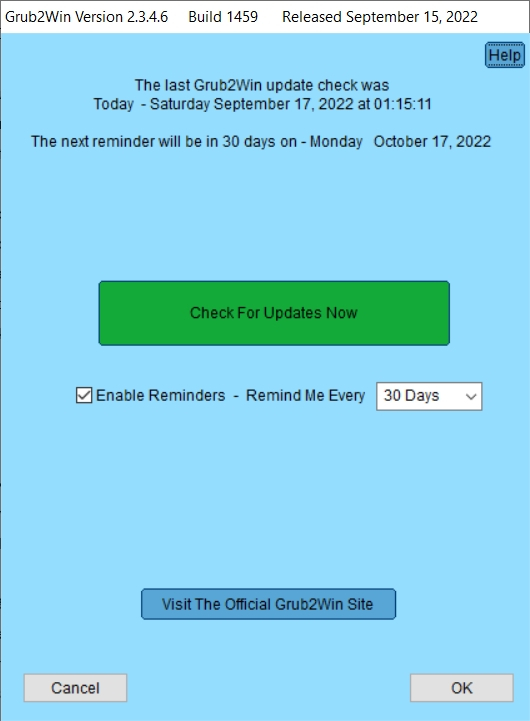 Grub2Win Version 2.3.4.6 Build 1459 Released September 15, 2022
Help
The last Grub2Win update check was
Today - Saturday September 17, 2022 at 01:15:11
The next reminder will be in 30 days on - Monday October 17, 2022
Check For Updates Now
Enable Reminders - Remind Me Every 30 Days
Visit The Official Grub2Win Site
Cancel OK